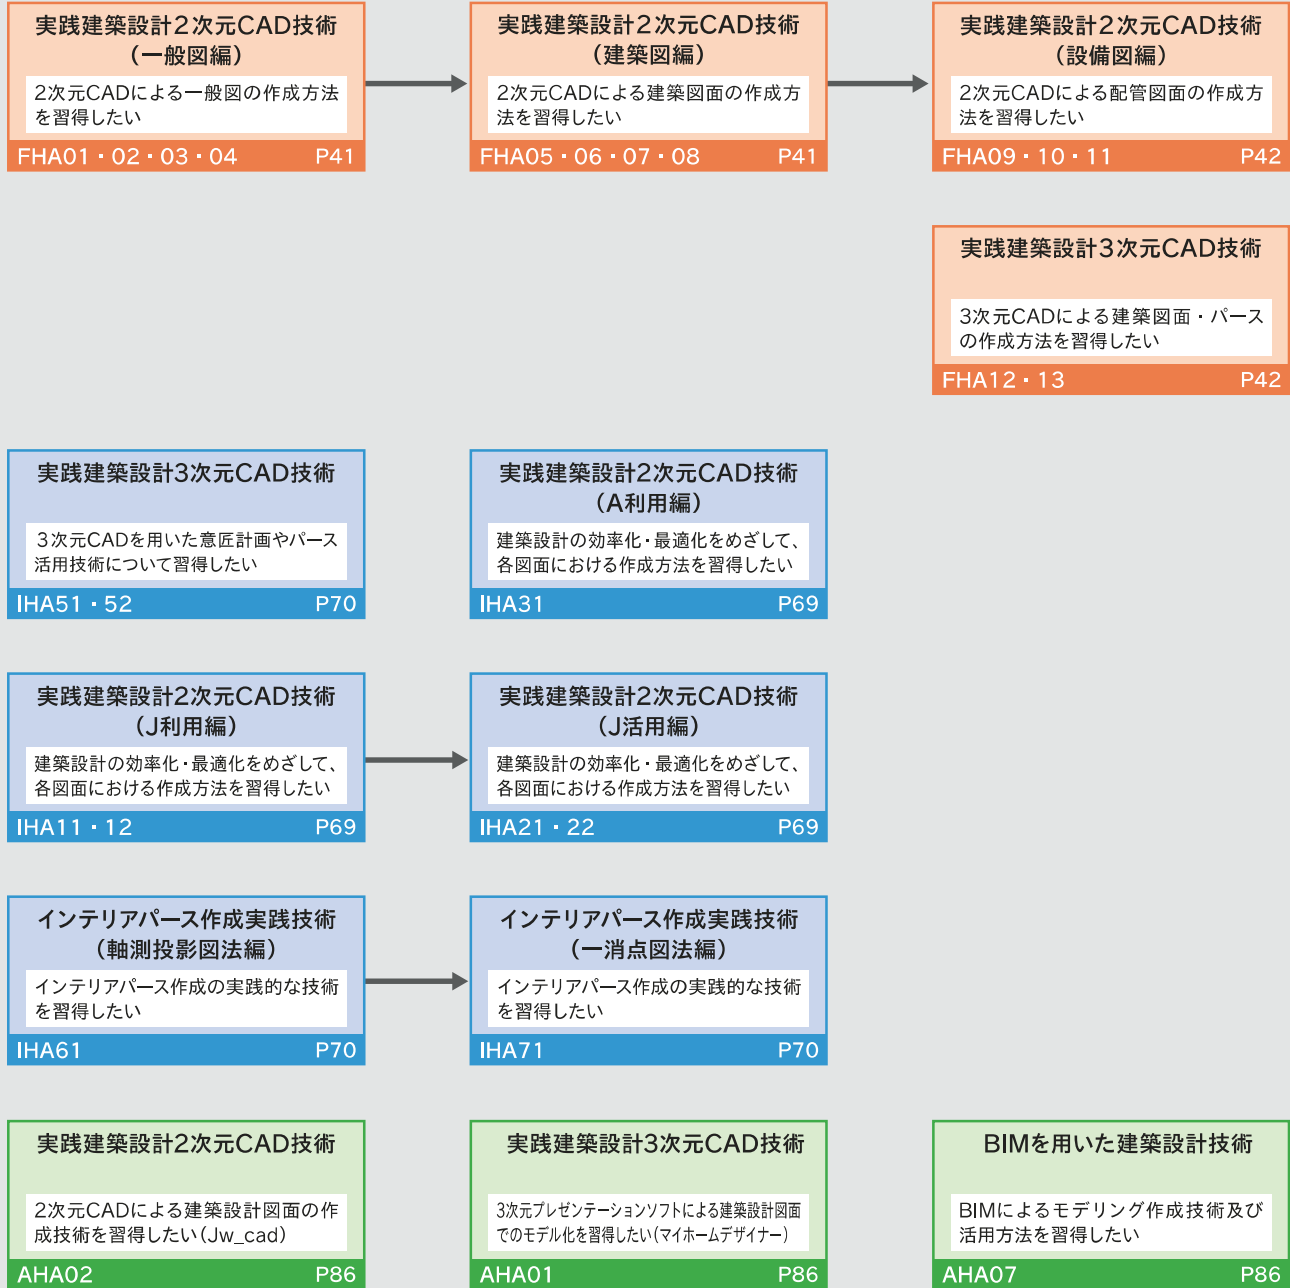 実践建築設計2次元CAD技術
(一般図編)
2次元CADによる一般図の作成方法
を習得したい
FHA01・02・03・04 P41
実践建築設計2次元CAD技術
(建築図編)
2次元CADによる建築図面の作成方
法を習得したい
FHA05・06・07・08 P41
実践建築設計2次元CAD技術
(設備図編)
2次元CADによる配管図面の作成方
法を習得したい
FHA09・10・11 P42
実践建築設計3次元CAD技術
3次元CADによる建築図面・パース
の作成方法を習得したい
FHA12・13 P42
実践建築設計3次元CAD技術
3次元CADを用いた意匠計画やパース
活用技術について習得したい
IHA51・52 P70
実践建築設計2次元CAD技術
(A利用編)
建築設計の効率化・最適化をめざして、
各図面における作成方法を習得したい
IHA31 P69
実践建築設計2次元CAD技術
(J利用編)
建築設計の効率化・最適化をめざして、
各図面における作成方法を習得したい
IHA11・12 P69
実践建築設計2次元CAD技術
(J活用編)
建築設計の効率化・最適化をめざして、
各図面における作成方法を習得したい
IHA21・22 P69
インテリアパース作成実践技術
(軸測投影図法編)
インテリアパース作成の実践的な技術
を習得したい
IHA61 P70
インテリアパース作成実践技術
(一消点図法編)
インテリアパース作成の実践的な技術
を習得したい
IHA71 P70
実践建築設計2次元CAD技術
2次元CADによる建築設計図面の作
成技術を習得したい(Jw_cad)
AHA02 P86
実践建築設計3次元CAD技術
3次元プレゼンテーションソフトによる建築設計図面
でのモデル化を習得したい(マイホームデザイナー)
AHA01 P86
BIMを用いた建築設計技術
BIMによるモデリング作成技術及び
活用方法を習得したい
AHA07 P86